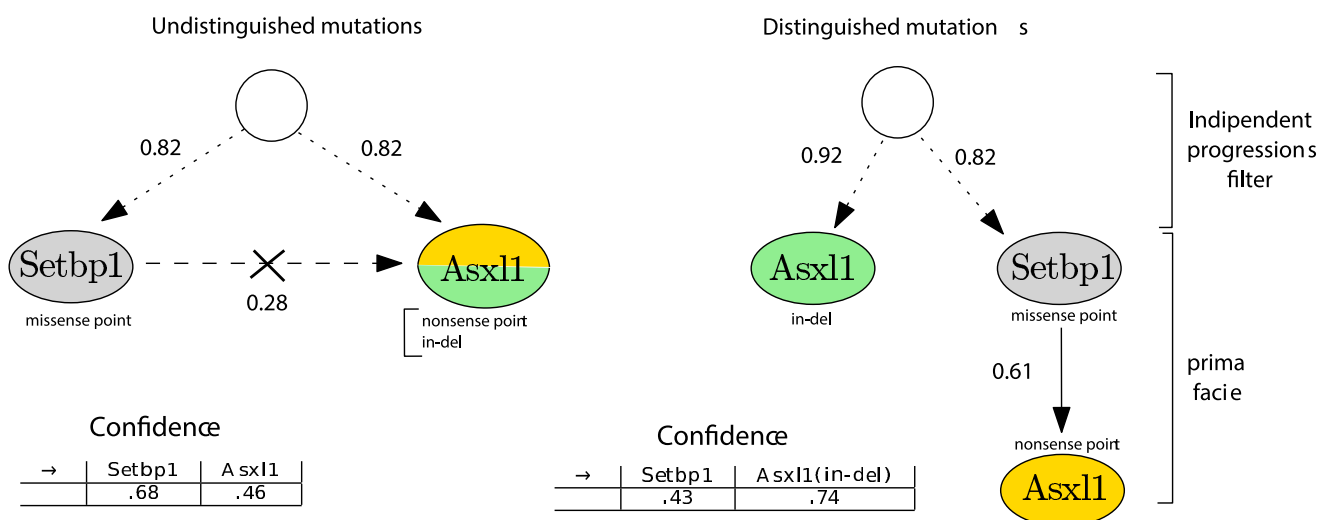 Undistinguished mutations
0.82
0.82
Setbp1
missense point
0.28
Asxl1
nonsense point
in-del
Confidence
→ Setbp1 Asxl1
.68 .46
Distinguished mutation s
0.92
0.82
Asxl1
in-del
Setbp1
missense point
0.61
nonsense point
Asxl1
Confidence
→ Setbp1 Asxl1(in-del)
.43 .74
Indipendent
progressions
filter
prima
facie